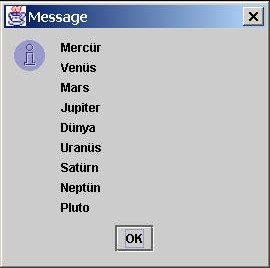 Message
Mercür
Venüs
Mars
Jupiter
Dünya
Uranüs
Satürn
Neptün
Pluto
OK